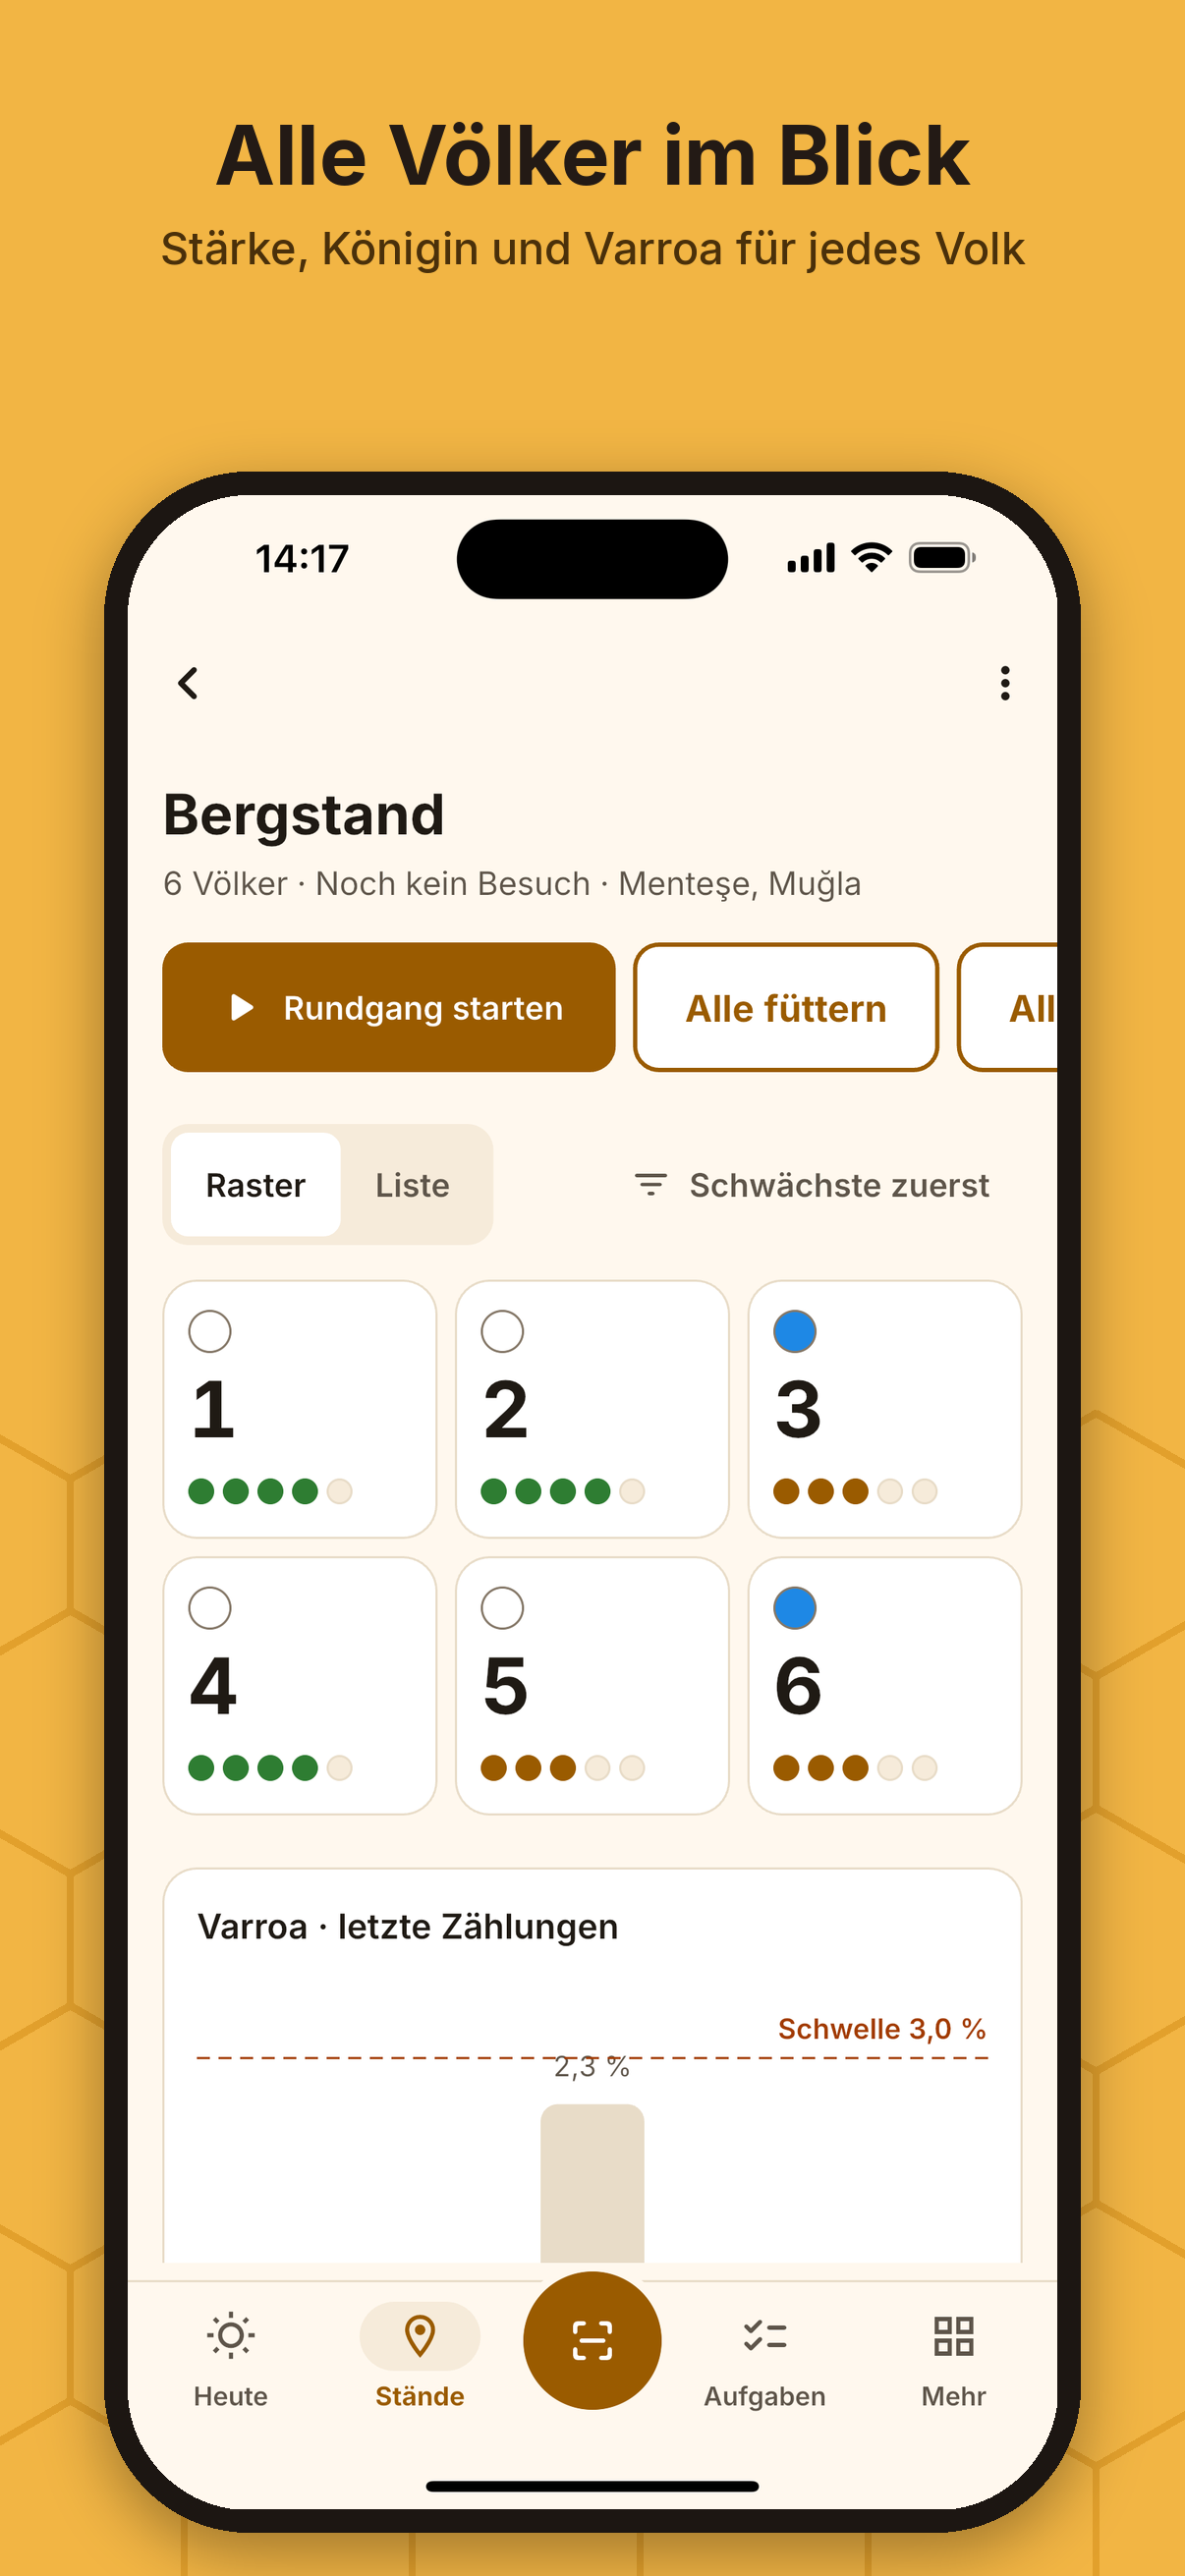 Alle Völker im Blick
Stärke, Königin und Varroa für jedes Volk
14:17
Bergstand
6 Völker · Noch kein Besuch · Menteşe, Muğla
Rundgang starten
Alle füttern
All
Raster
Liste
Schwächste zuerst
1
2
3
4
5
6
Varroa · letzte Zählungen
Schwelle 3,0 %
2,3 %
Heute
Stände
Aufgaben
Mehr